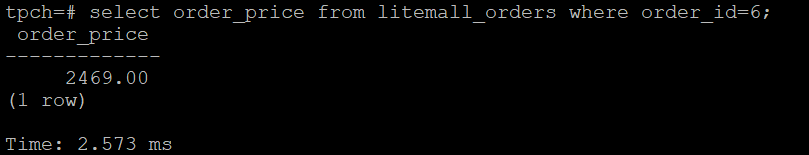 tpch=# select order_price from litemall_orders where order_id=6;
order_price
-------------
2469.00
(1 row)
Time: 2.573 ms